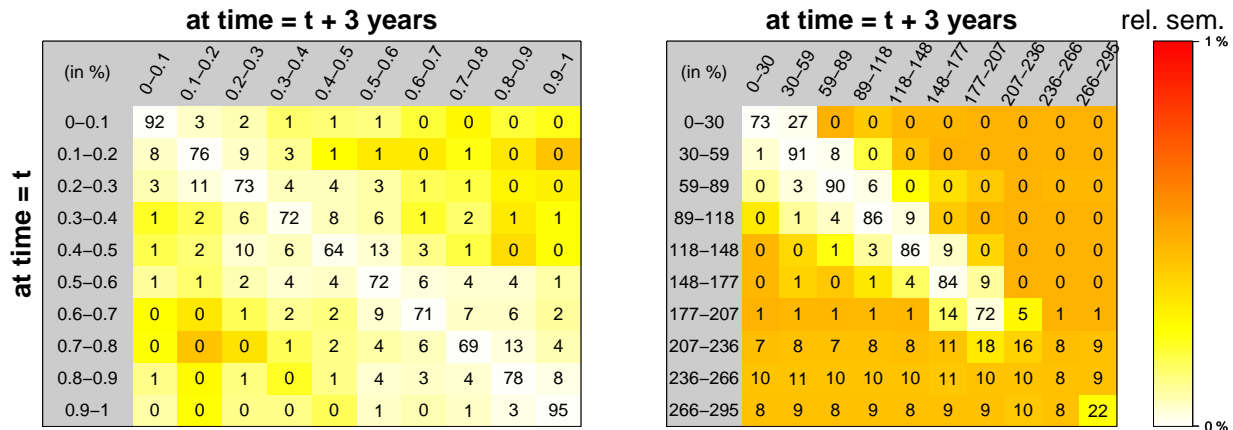 at time = t + 3 years
(in %) 0−0.1 0.1−0.2 0.2−0.3 0.3−0.4 0.4−0.5 0.5−0.6 0.6−0.7 0.7−0.8 0.8−0.9 0.9−1
at time = t
0−0.1 92 3 2 1 1 1 0 0 0 0
0.1−0.2 8 76 9 3 1 1 0 1 0 0
0.2−0.3 3 11 73 4 4 3 1 1 0 0
0.3−0.4 1 2 6 72 8 6 1 2 1 1
0.4−0.5 1 2 10 6 64 13 3 1 0 0
0.5−0.6 1 1 2 4 4 72 6 4 4 1
0.6−0.7 0 0 1 2 2 9 71 7 6 2
0.7−0.8 0 0 0 1 2 4 6 69 13 4
0.8−0.9 1 0 1 0 1 4 3 4 78 8
0.9−1 0 0 0 0 0 1 0 1 3 95
at time = t + 3 years
(in %) 0−30 30−59 59−89 89−118 118−148 148−177 177−207 207−236 236−266 266−295
0−30 73 27 0 0 0 0 0 0 0 0
30−59 1 91 8 0 0 0 0 0 0 0
59−89 0 3 90 6 0 0 0 0 0 0
89−118 0 1 4 86 9 0 0 0 0 0
118−148 0 0 1 3 86 9 0 0 0 0
148−177 0 1 0 1 4 84 9 0 0 0
177−207 1 1 1 1 1 14 72 5 1 1
207−236 7 8 7 8 8 11 18 16 8 9
236−266 10 11 10 10 10 11 10 10 8 9
266−295 8 9 8 9 8 9 9 10 8 22
rel. sem.
1 %
0 %